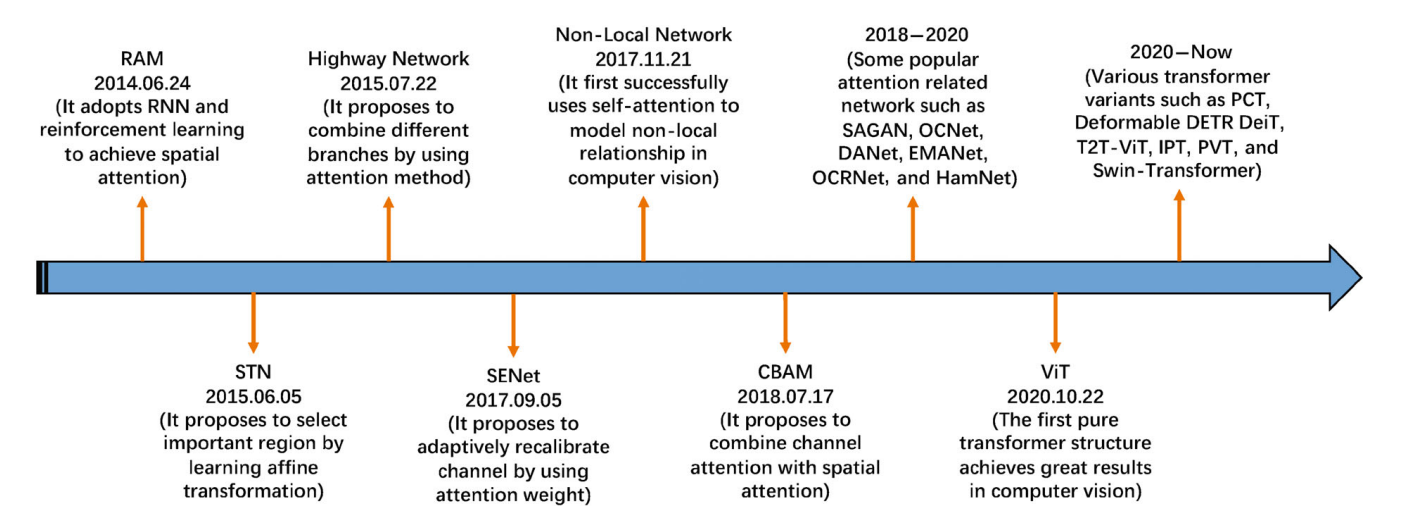 RAM
2014.06.24
(It adopts RNN and
reinforcement learning
to achieve spatial
attention)
Highway Network
2015.07.22
(It proposes to
combine different
branches by using
attention method)
Non-Local Network
2017.11.21
(It first successfully
uses self-attention to
model non-local
relationship in
computer vision)
2018—2020
(Some popular
attention related
network such as
SAGAN, OCNet,
DANet, EMANet,
OCRNet, and HamNet)
2020—Now
(Various transformer
variants such as PCT,
Deformable DETR DeiT,
T2T-ViT, IPT, PVT, and
Swin-Transformer)
STN
2015.06.05
(It proposes to select
important region by
learning affine
transformation)
SENet
2017.09.05
(It proposes to
adaptively recalibrate
channel by using
attention weight)
CBAM
2018.07.17
(It proposes to
combine channel
attention with spatial
attention)
ViT
2020.10.22
(The first pure
transformer structure
achieves great results
in computer vision)